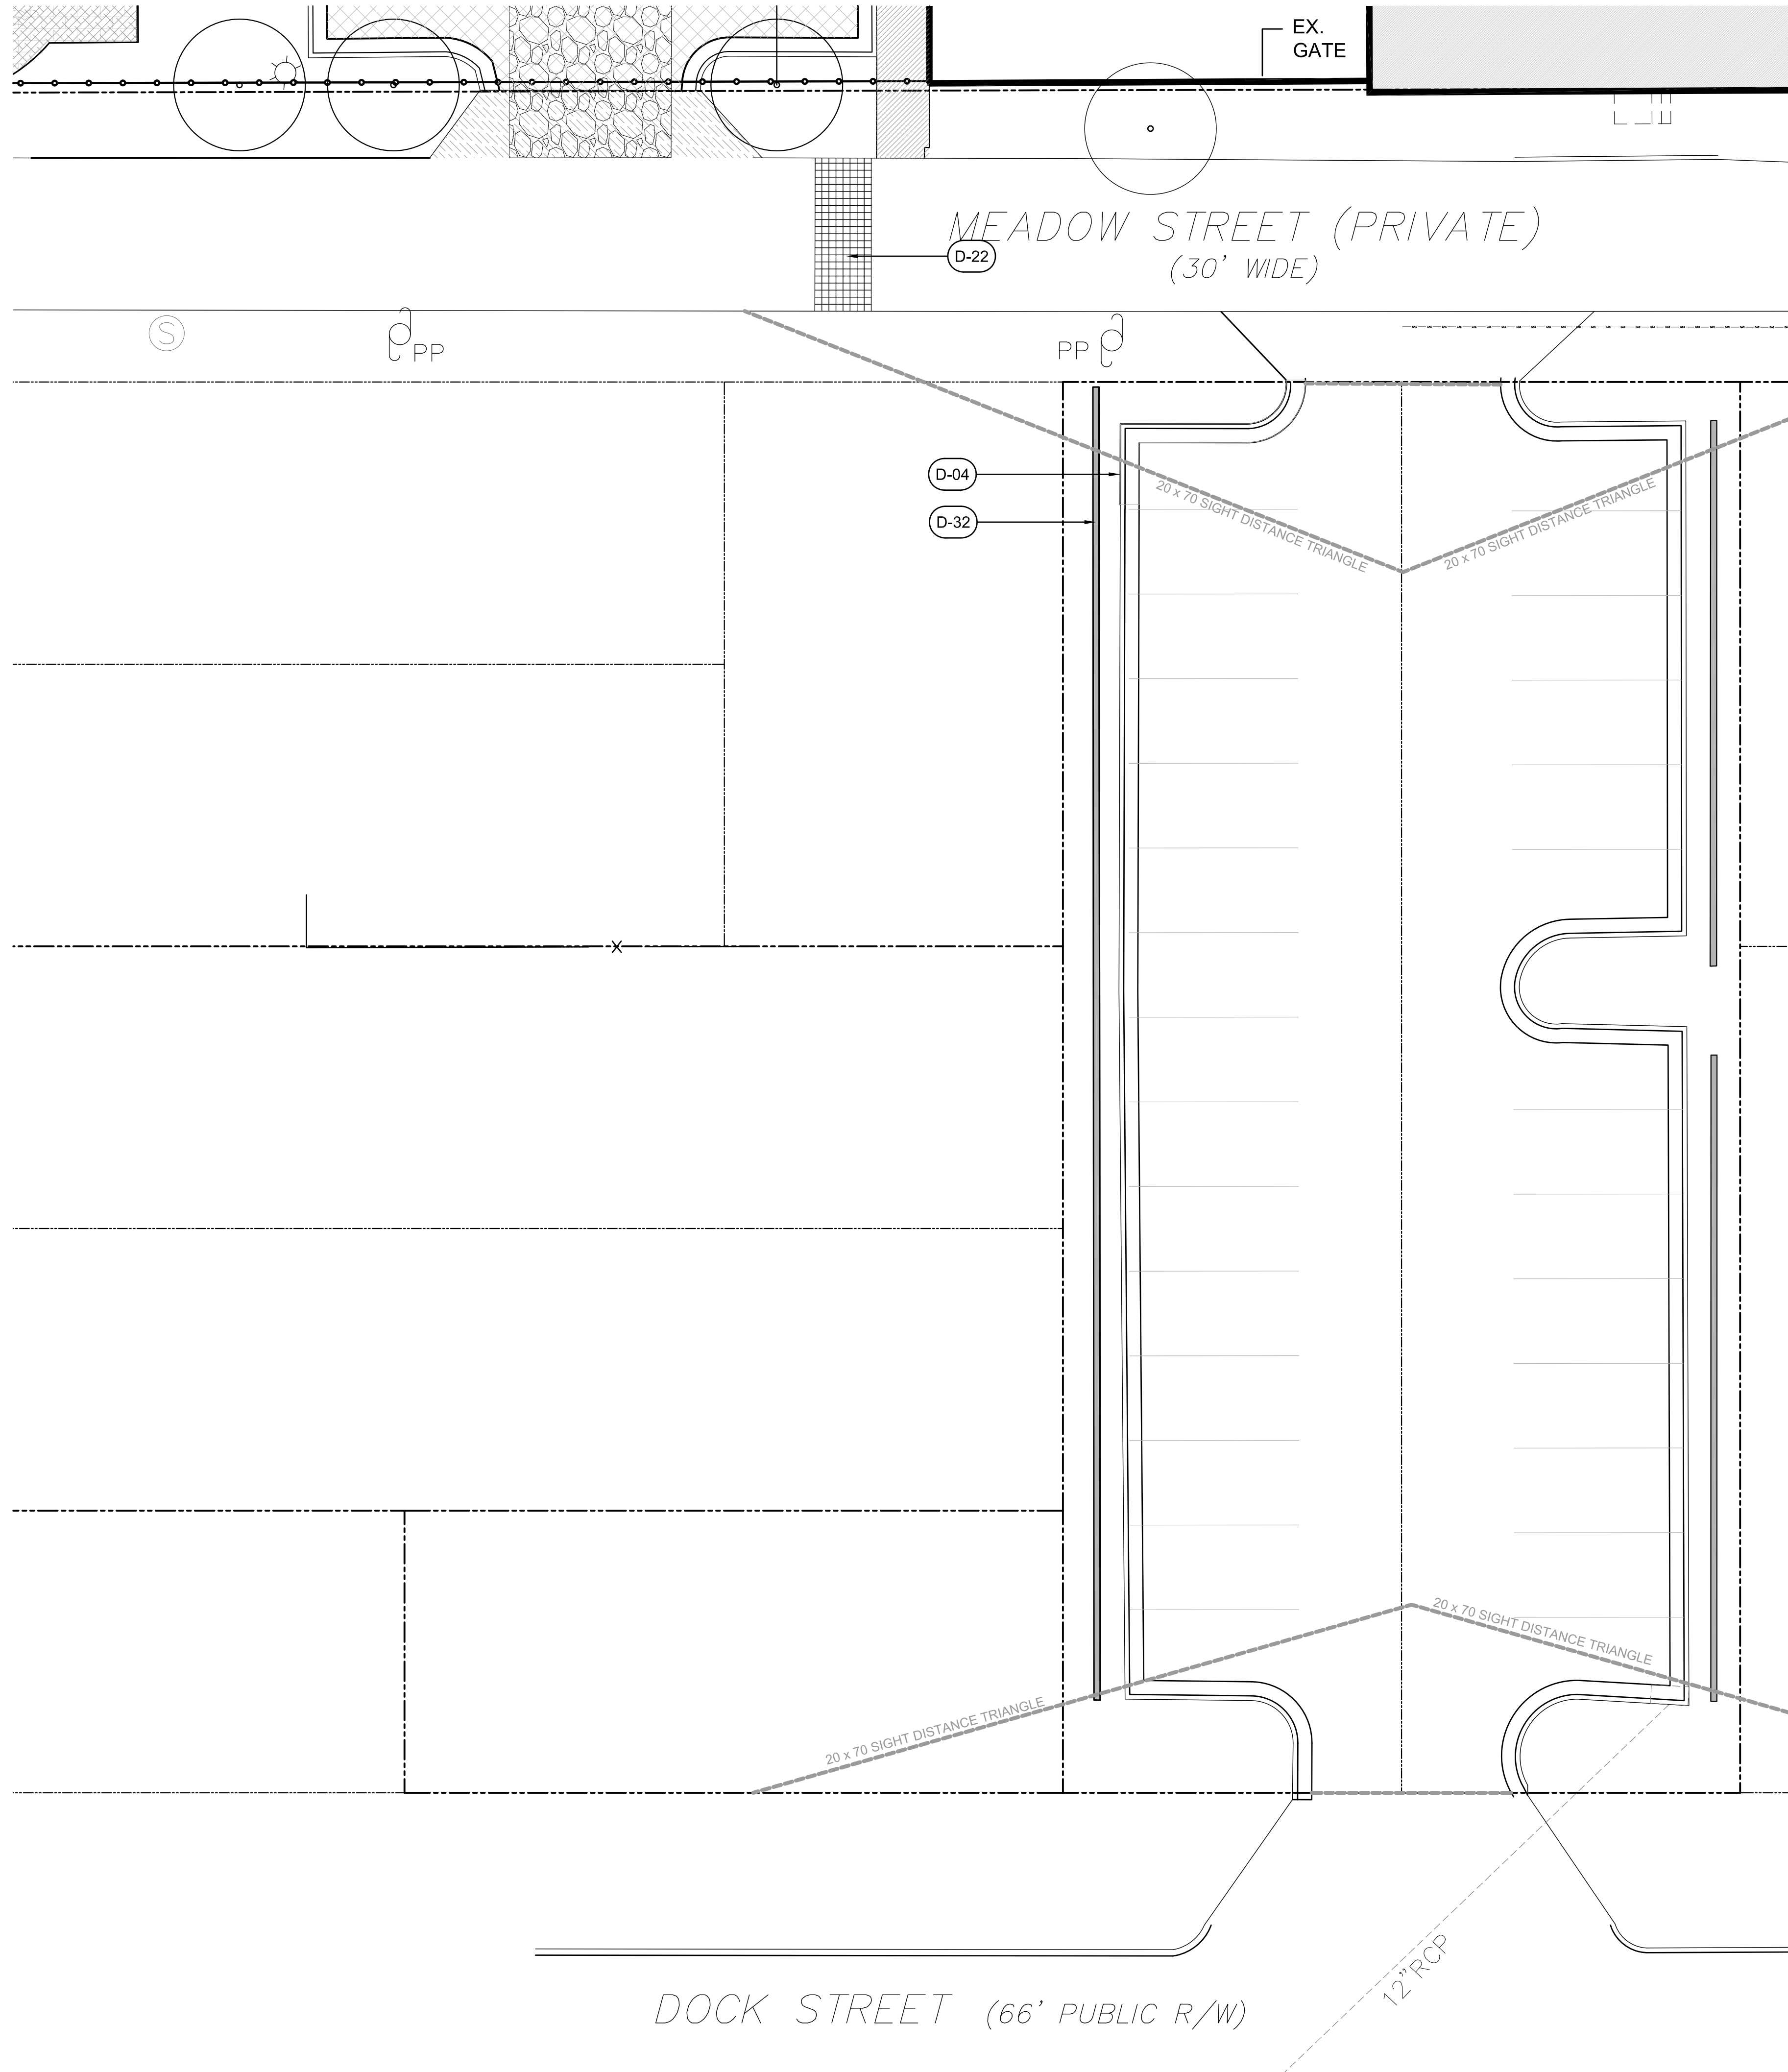 EX.
GATE
MEADOW STREET (PRIVATE)
D-22
(30' WIDE)
S
PP
PP
D-04
20 x 70 SIGHT DISTANCE TRIANGLE
20 x 70 SIGHT DISTANCE TRIANGLE
D-32
X
20 x 70 SIGHT DISTANCE TRIANGLE
20 x 70 SIGHT DISTANCE TRIANGLE
12"RCP
DOCK STREET (66' PUBLIC R/W)